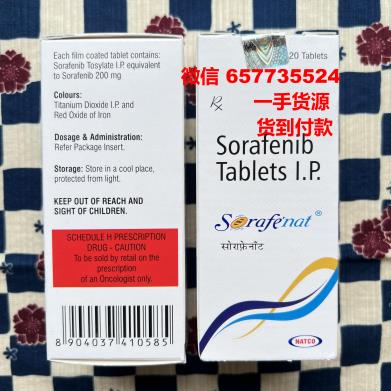 Each film coated tablet contains:
Sorafenib Tosylate I.P. equivalent
to Sorafenib 200 mg
Colours:
Titanium Dioxide I.P. and
Red Oxide of Iron
Dosage & Administration:
Refer Package Insert.
Storage: Store in a cool place,
protected from light.
KEEP OUT OF REACH AND
SIGHT OF CHILDREN.
SCHEDULE H PRESCRIPTION
DRUG - CAUTION
To be sold by retail on the
prescription
of an Oncologist only.
8 904037 410585
20 Tablets
微信 657735524
一手货源
货到付款
Rx
Sorafenib
Tablets I.P.
Sorafenat®
सोराफ़ेनॉट
NATCO